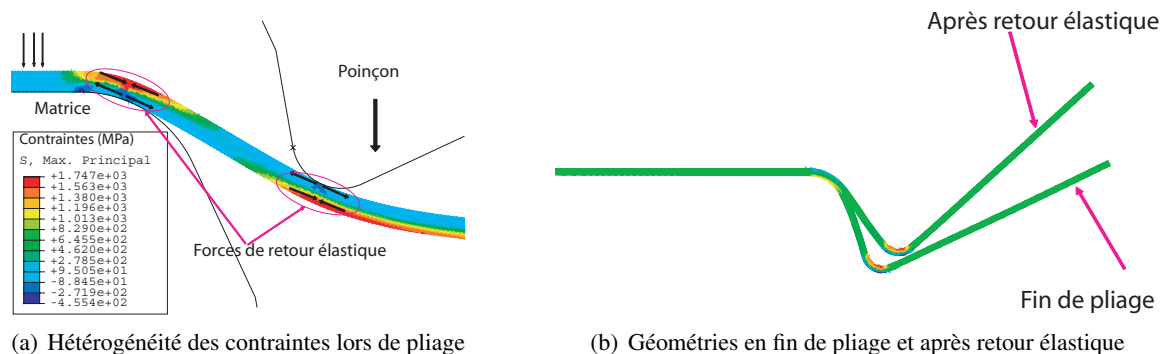 Poinçon
Matrice
Contraintes (MPa)
S, Max. Principal
+1.747e+03
+1.563e+03
+1.380e+03
+1.196e+03
+1.013e+03
+8.290e+02
+6.455e+02
+4.620e+02
+2.785e+02
+9.505e+01
-8.845e+01
-2.719e+02
-4.554e+02
Forces de retour élastique
(a) Hétérogénéité des contraintes lors de pliage
Après retour élastique
Fin de pliage
(b) Géométries en fin de pliage et après retour élastique